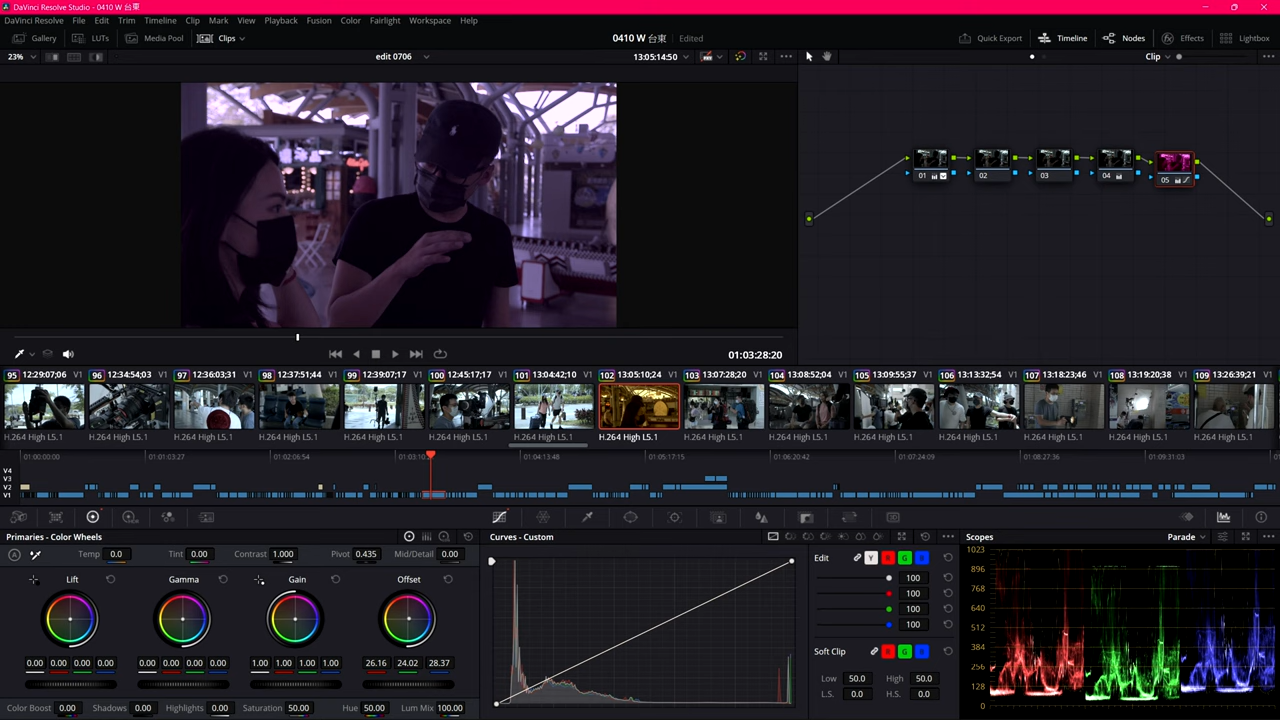 DaVinci Resolve Studio - 0410 W 台東
DaVinci Resolve File Edit Trim Timeline Clip Mark View Playback Fusion Color Fairlight Workspace Help
Gallery LUTs Media Pool Clips 0410 W 台東 Edited Quick Export Timeline Nodes Effects Lightbox
23% edit 0706 13:05:14:50 Clip
01 02 03 04 05
01:03:28:20
95 12:29:07;06 V1 96 12:34:54;03 V1 97 12:36:03;31 V1 98 12:37:51;44 V1 99 12:39:07;17 V1 100 12:45:17;17 V1 101 13:04:42;10 V1 102 13:05:10;24 V1 103 13:07:28;20 V1 104 13:08:52;04 V1 105 13:09:55;37 V1 106 13:13:32;54 V1 107 13:18:23;46 V1 108 13:19:20;38 V1 109 13:26:39;21 V1
H.264 High L5.1 H.264 High L5.1 H.264 High L5.1 H.264 High L5.1 H.264 High L5.1 H.264 High L5.1 H.264 High L5.1 H.264 High L5.1 H.264 High L5.1 H.264 High L5.1 H.264 High L5.1 H.264 High L5.1 H.264 High L5.1 H.264 High L5.1 H.264 High L5.1
01:00:00:00 01:01:03:27 01:02:06:54 01:04:13:48 01:05:17:15 01:06:20:42 01:07:24:09 01:08:27:36 01:09:31:03
V4
V3
V2
V1
Primaries - Color Wheels Curves - Custom Scopes Parade
A Temp 0.0 Tint 0.00 Contrast 1.000 Pivot 0.435 Mid/Detail 0.00 Edit Y R G B 1023
Lift Gamma Gain Offset 100 896
100 768
100 640
100 512
Soft Clip R G B 384
0.00 0.00 0.00 0.00 0.00 0.00 0.00 0.00 1.00 1.00 1.00 1.00 26.16 24.02 28.37 256
Low 50.0 High 50.0 128
L.S. 0.0 H.S. 0.0
Color Boost 0.00 Shadows 0.00 Highlights 0.00 Saturation 50.00 Hue 50.00 Lum Mix 100.00 0